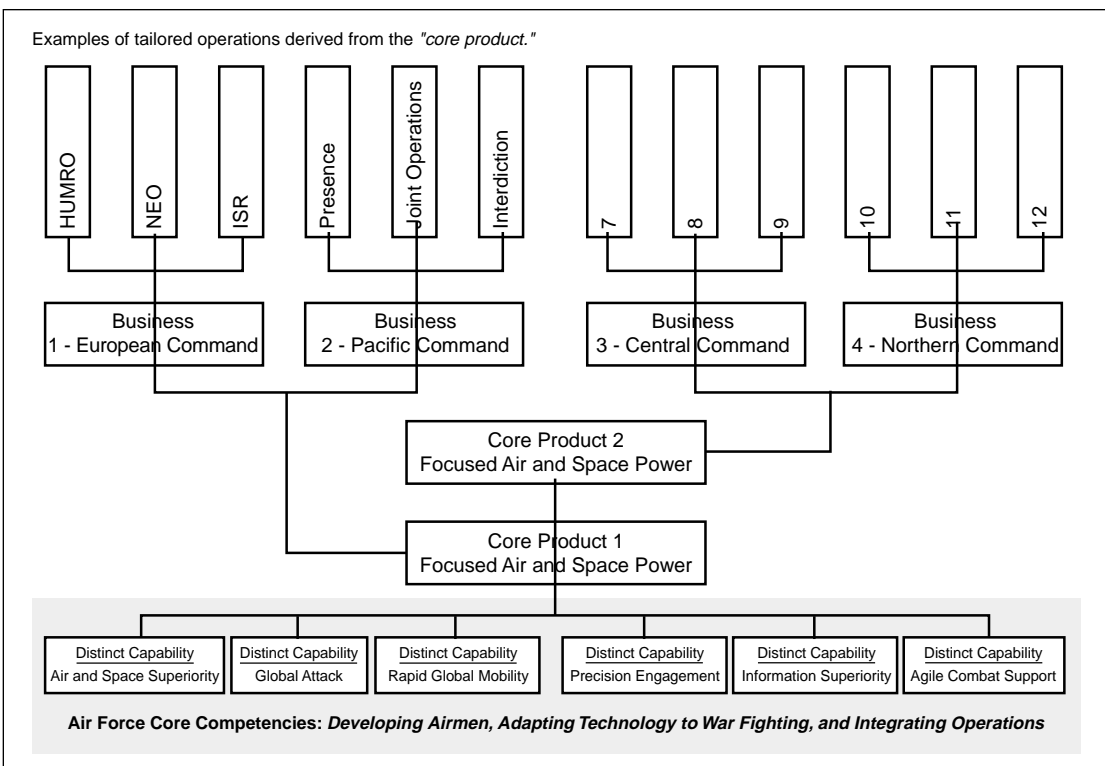 Examples of tailored operations derived from the "core product."
HUMRO
NEO
ISR
Presence
Joint Operations
Interdiction
7
8
9
10
11
12
Business
1 - European Command
Business
2 - Pacific Command
Business
3 - Central Command
Business
4 - Northern Command
Core Product 2
Focused Air and Space Power
Core Product 1
Focused Air and Space Power
Distinct Capability
Air and Space Superiority
Distinct Capability
Global Attack
Distinct Capability
Rapid Global Mobility
Distinct Capability
Precision Engagement
Distinct Capability
Information Superiority
Distinct Capability
Agile Combat Support
Air Force Core Competencies: Developing Airmen, Adapting Technology to War Fighting, and Integrating Operations